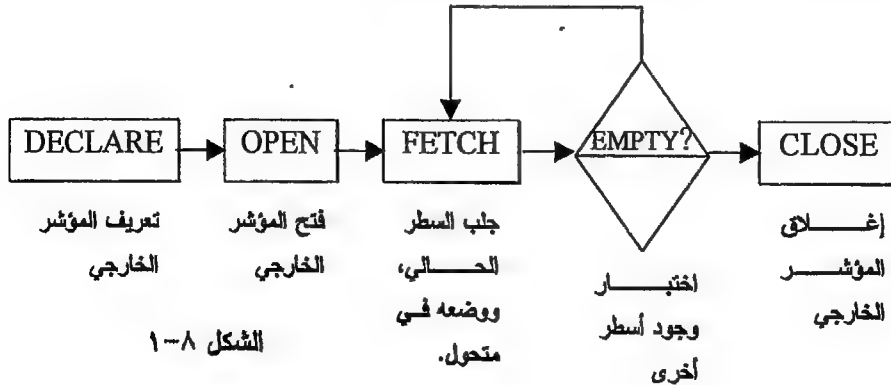 DECLARE
OPEN
FETCH
EMPTY?
CLOSE
تعريف المؤشر
الخارجي
فتح المؤشر
الخارجي
جلب السطر
الحالي،
ووضعه في
متحول.
اختبار
وجود أسطر
أخرى
إغلاق
المؤشر
الخارجي
الشكل ٨-١